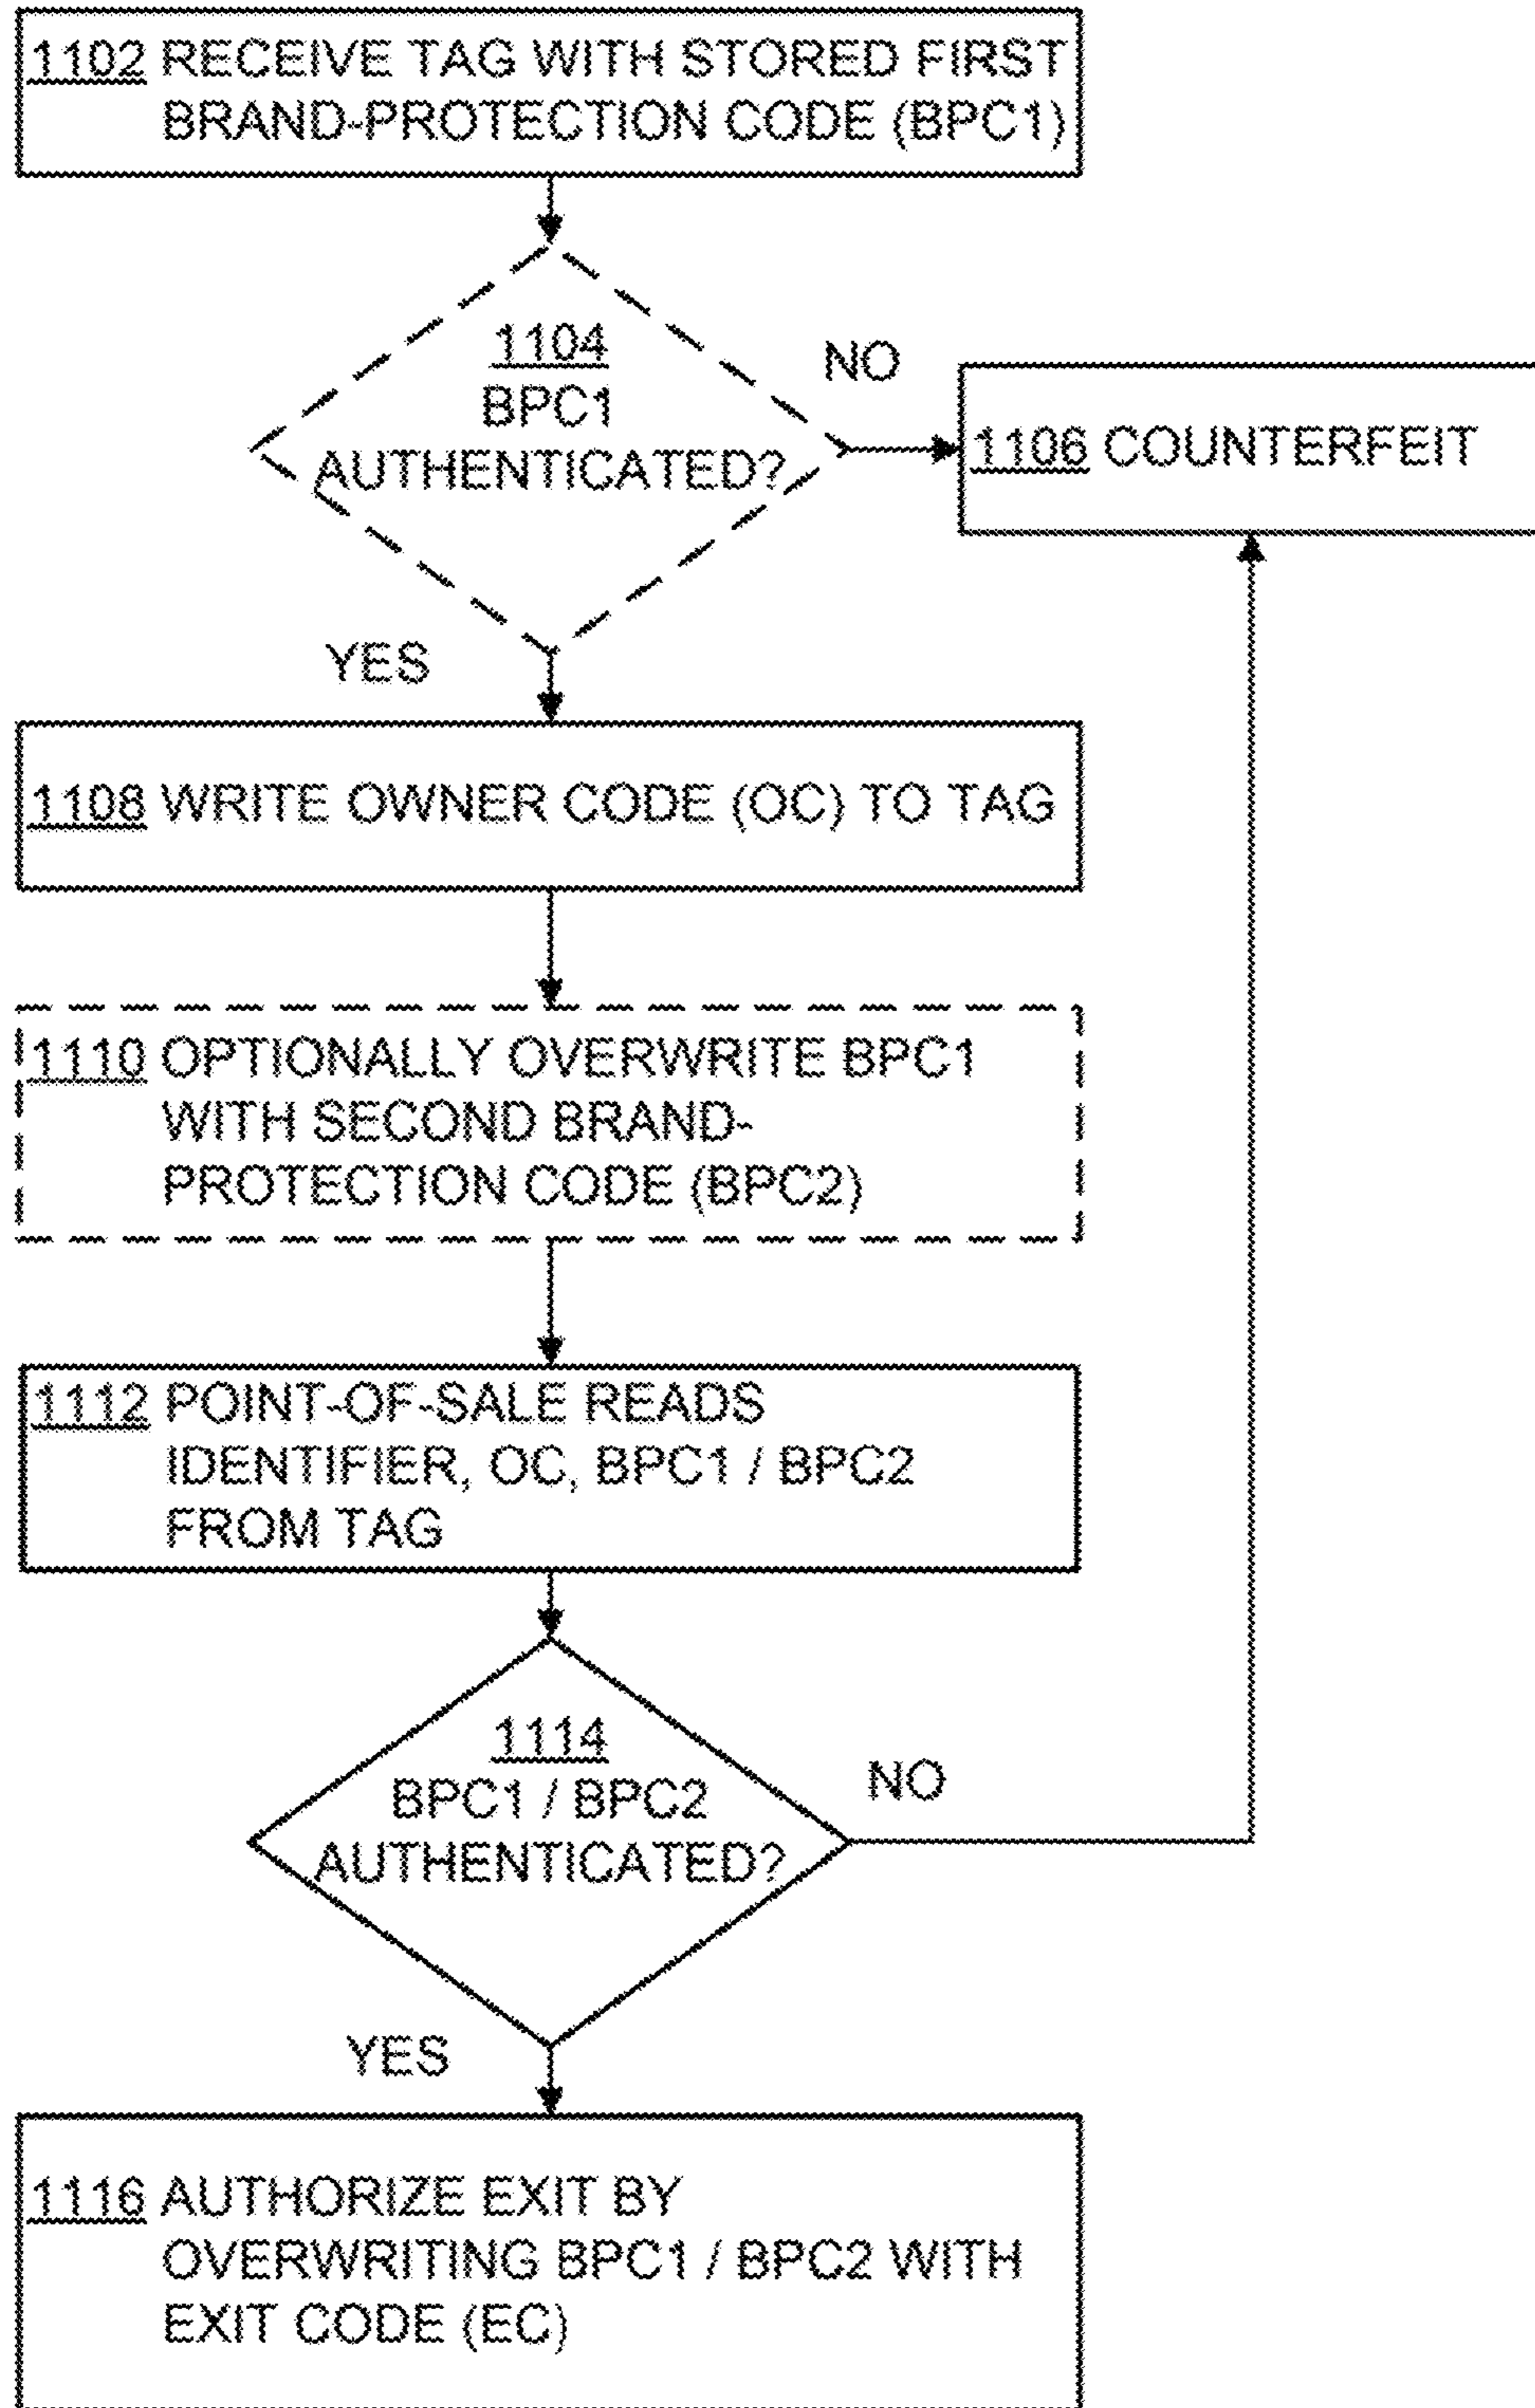 1102 RECEIVE TAG WITH STORED FIRST
BRAND-PROTECTION CODE (BPC1)
1104
BPC1
AUTHENTICATED?
NO
1106 COUNTERFEIT
YES
1108 WRITE OWNER CODE (OC) TO TAG
1110 OPTIONALLY OVERWRITE BPC1
WITH SECOND BRAND-
PROTECTION CODE (BPC2)
1112 POINT-OF-SALE READS
IDENTIFIER, OC, BPC1 / BPC2
FROM TAG
1114
BPC1 / BPC2
AUTHENTICATED?
NO
YES
1116 AUTHORIZE EXIT BY
OVERWRITING BPC1 / BPC2 WITH
EXIT CODE (EC)